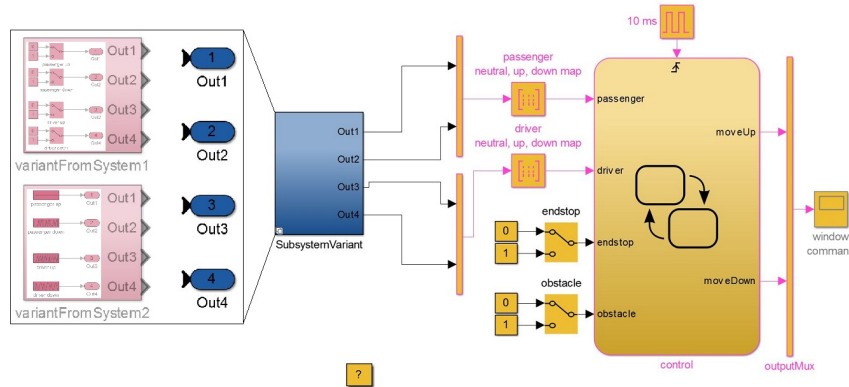 10 ms
Out1
Out2
Out3
Out4
variantFromSystem1
Out1
Out2
Out3
Out4
variantFromSystem2
1
Out1
2
Out2
3
Out3
4
Out4
Out1
Out2
Out3
Out4
SubsystemVariant
passenger
neutral, up, down map
driver
neutral, up, down map
endstop
0
1
obstacle
0
1
passenger
driver
endstop
obstacle
moveUp
moveDown
control
outputMux
window
comman
?